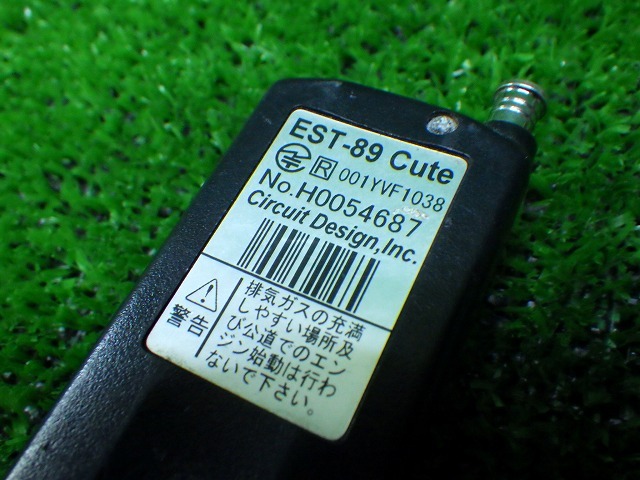 EST-89 Cute
R 001YVF1038
No.H0054687
Circuit Design,Inc.
警告
排気ガスの充満
しやすい場所及
び公道でのエン
ジン始動は行わ
ないで下さい。